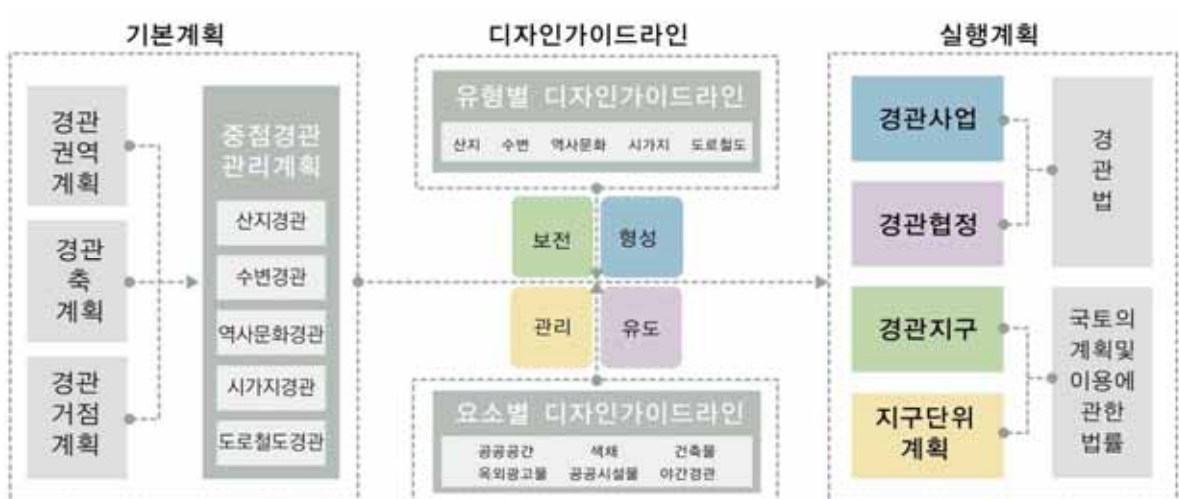 기본계획
경관
권역
계획
경관
축
계획
경관
거점
계획
중점경관
관리계획
산지경관
수변경관
역사문화경관
시가지경관
도로철도경관
디자인가이드라인
유형별 디자인가이드라인
산지 수변 역사문화 시가지 도로철도
보전 형성
관리 유도
요소별 디자인가이드라인
공공공간 색채 건축물
옥외광고물 공공시설물 야간경관
실행계획
경관사업
경관협정
경관지구
지구단위
계획
경
관
법
국토의
계획및
이용에
관한
법률